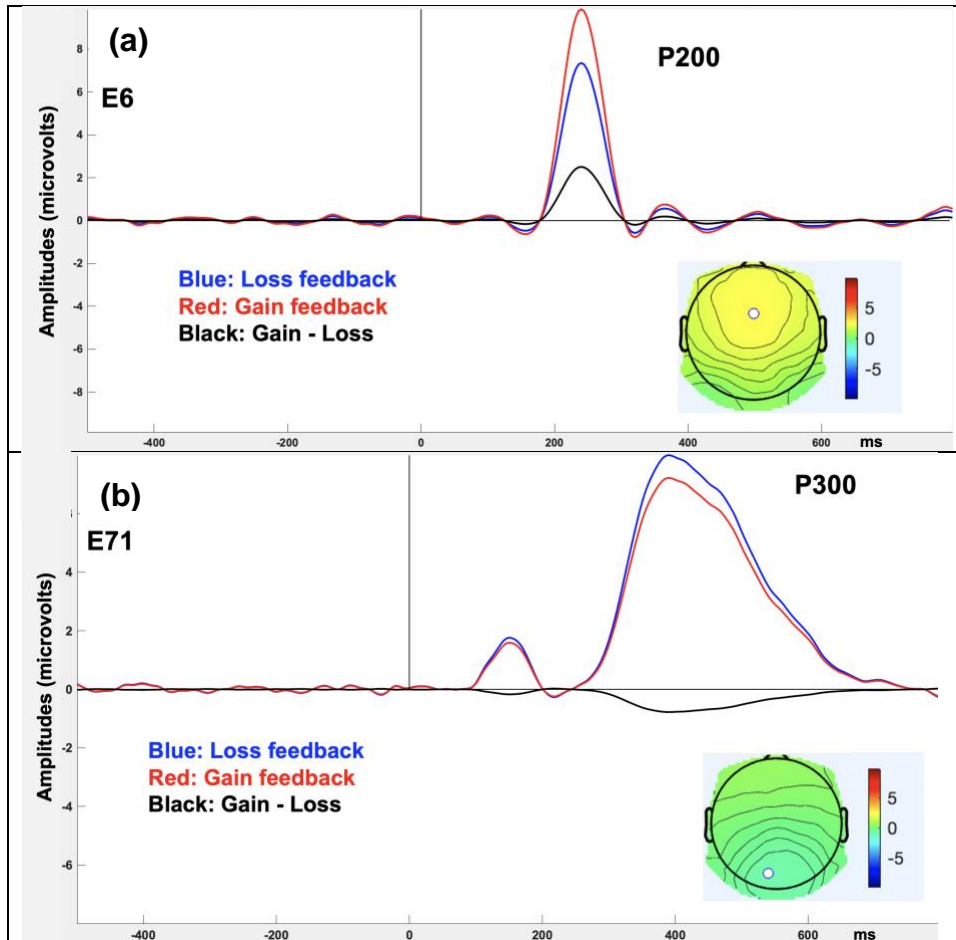 (a)
P200
E6
Amplitudes (microvolts)
8
6
4
2
0
-2
-4
-6
-8
Blue: Loss feedback
Red: Gain feedback
Black: Gain - Loss
5
0
-5
-400
-200
0
200
400
600
ms
(b)
P300
E71
Amplitudes (microvolts)
4
2
0
-2
-4
-6
Blue: Loss feedback
Red: Gain feedback
Black: Gain - Loss
5
0
-5
-400
-200
0
200
400
600
ms